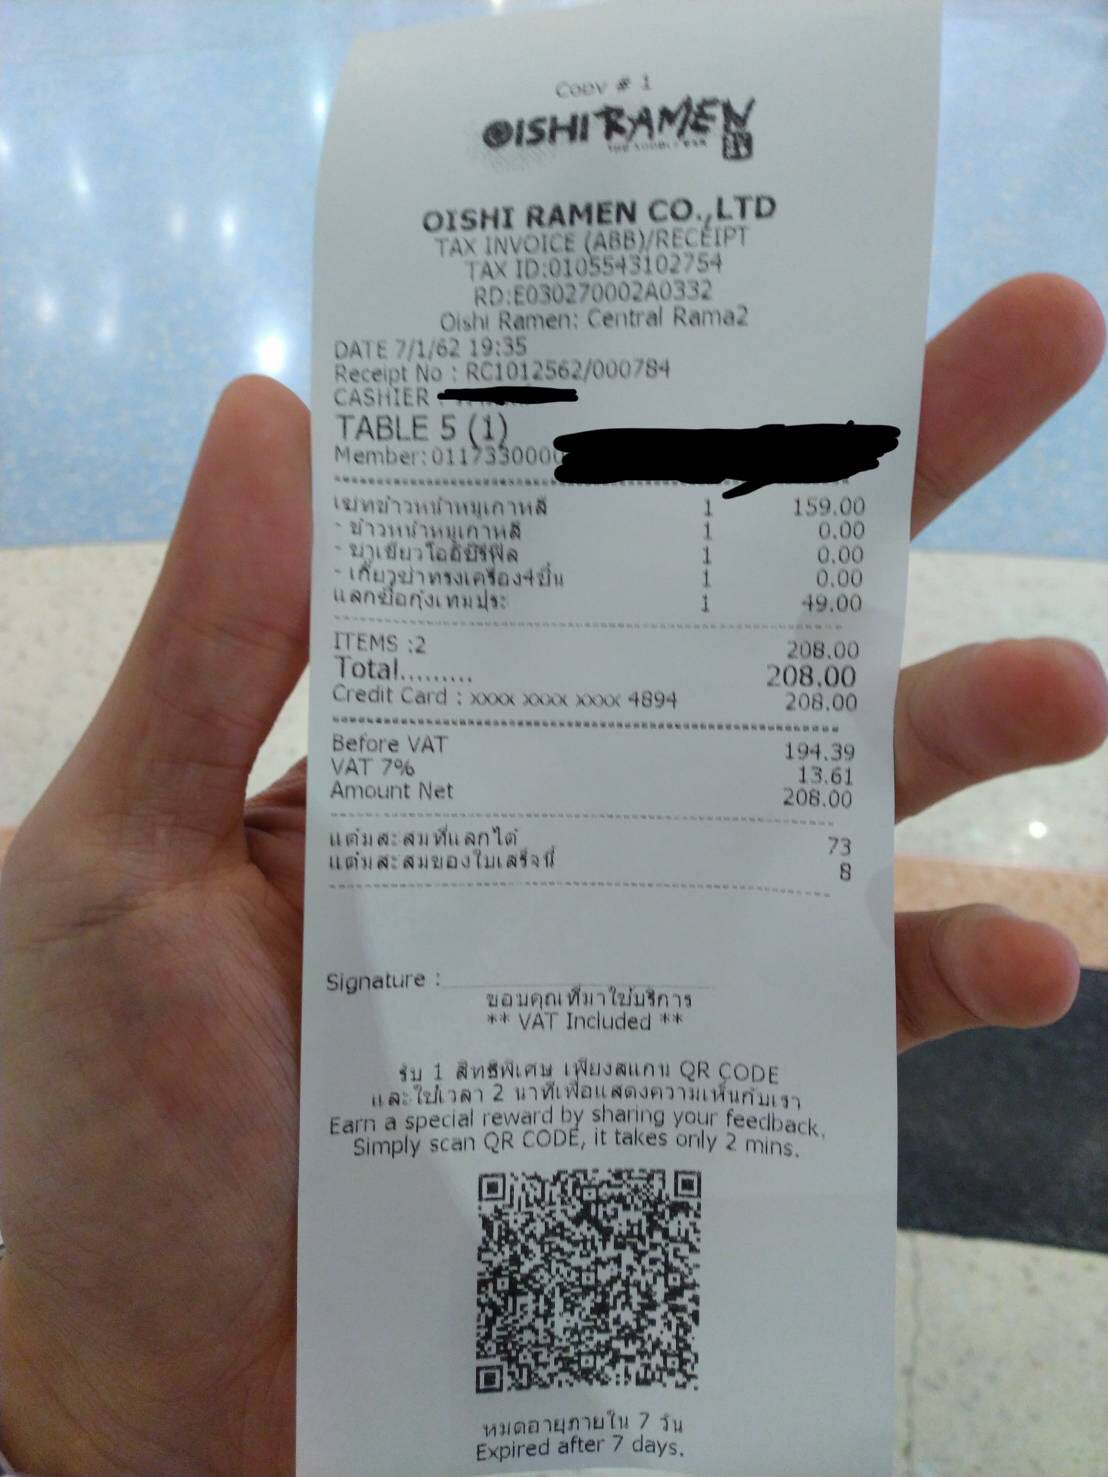 Copy # 1
OISHI RAMEN
OISHI RAMEN CO.,LTD
TAX INVOICE (ABB)/RECEIPT
TAX ID:0105543102754
RD:E030270002A0332
Oishi Ramen: Central Rama2
DATE 7/1/62 19:35
Receipt No : RC1012562/000784
CASHIER :
TABLE 5 (1)
Member:0117330000
เซทข้าวหน้าหมูเกาหลี 1 159.00
- ข้าวหน้าหมูเกาหลี 1 0.00
- ชาเขียวโออิชิรีฟิล 1 0.00
- เกี๊ยวซ่าทรงเครื่อง4ชิ้น 1 0.00
แลกซื้อกุ้งเทมปุระ 1 49.00
ITEMS :2 208.00
Total......... 208.00
Credit Card : xxxx xxxx xxxx 4894 208.00
Before VAT 194.39
VAT 7% 13.61
Amount Net 208.00
แต้มสะสมที่แลกได้ 73
แต้มสะสมของใบเสร็จนี้ 8
Signature :
ขอบคุณที่มาใช้บริการ
** VAT Included **
รับ 1 สิทธิพิเศษ เพียงสแกน QR CODE
และใช้เวลา 2 นาทีเพื่อแสดงความเห็นกับเรา
Earn a special reward by sharing your feedback.
Simply scan QR CODE, it takes only 2 mins.
หมดอายุภายใน 7 วัน
Expired after 7 days.